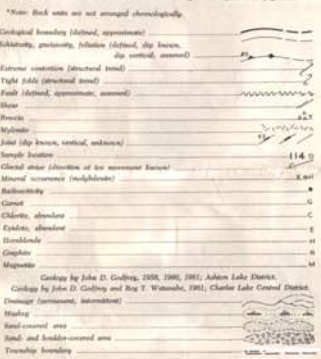 *Note: Rock units are not arranged chronologically.
Geological boundary (defined, approximate)
Schistosity, gneissosity, foliation (defined, dip known,
dip, vertical, assumed)
Extreme contortion (structural trend)
Tight folds (structural trend)
Fault (defined, approximate, assumed)
Shear
Breccia
Mylonite
Joint (dip known, vertical, unknown)
Sample location 114
Glacial striae (direction of ice movement known)
Mineral occurrence (molybdenite)
Radioactivity
Garnet G
Chlorite, abundant C
Epidote, abundant E
Hornblende H
Graphite
Magnetite M
Geology by John D. Godfrey, 1958, 1960, 1961; Ashton Lake District.
Geology by John D. Godfrey and Roy T. Watanabe, 1961, Charles Lake Central District.
Drainage (permanent, intermittent)
Muskeg
Sand-covered area
Sand- and boulder-covered area
Township boundary